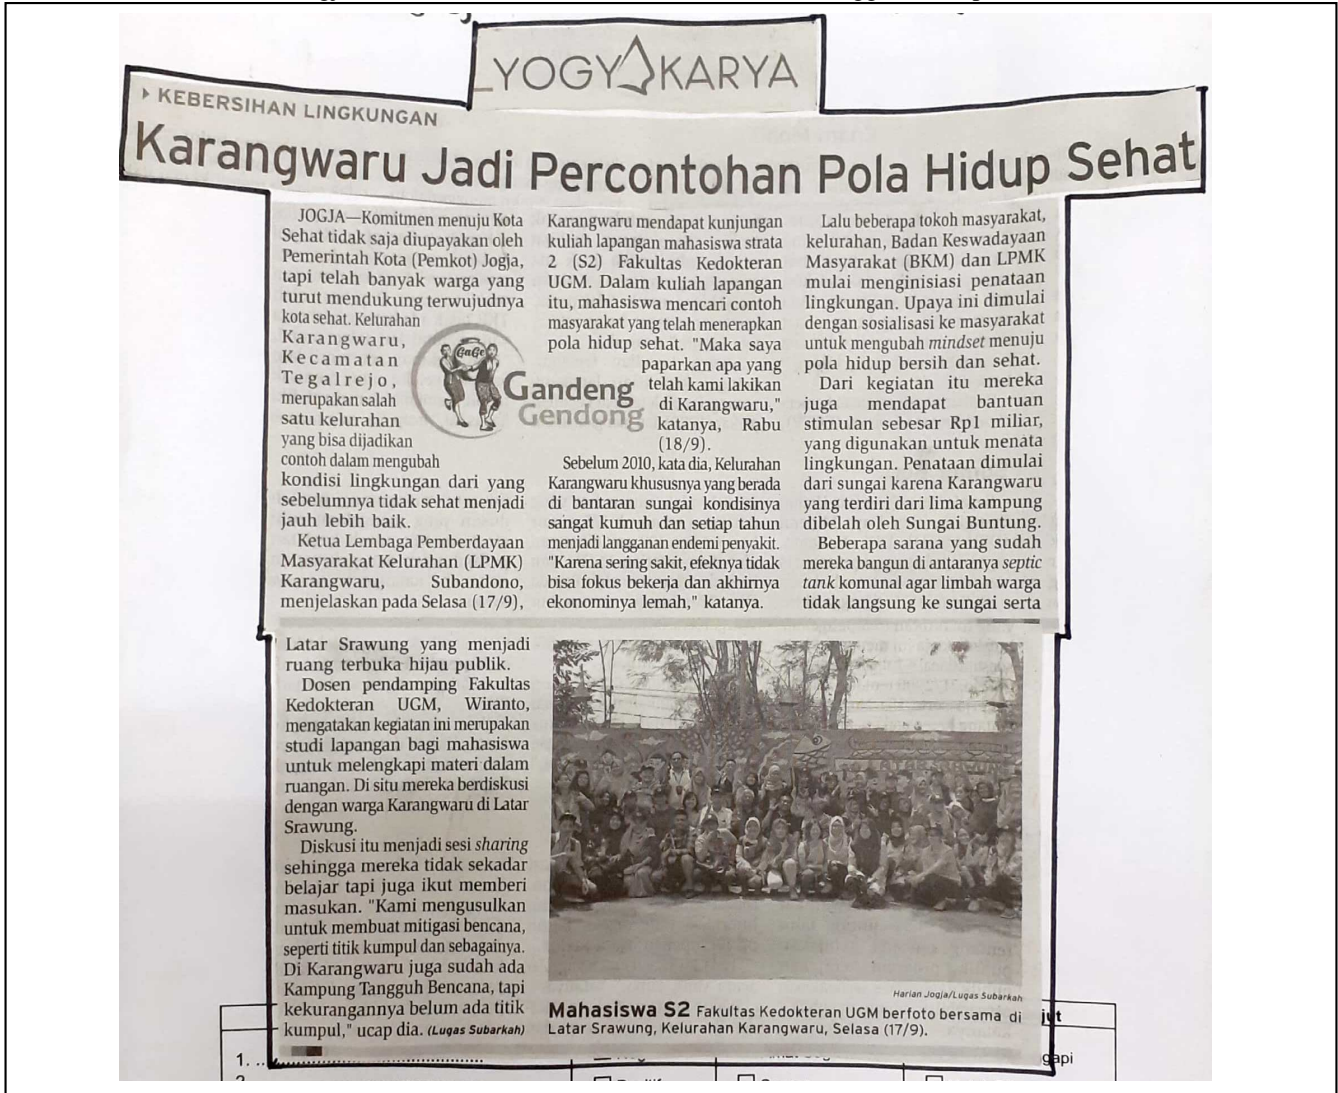 YOGYAKARYA
KEBERSIHAN LINGKUNGAN
Karangwaru Jadi Percontohan Pola Hidup Sehat
JOGJA—Komitmen menuju Kota
Sehat tidak saja diupayakan oleh
Pemerintah Kota (Pemkot) Jogja,
tapi telah banyak warga yang
turut mendukung terwujudnya
kota sehat. Kelurahan
Karangwaru,
Kecamatan
Tegalrejo,
merupakan salah
satu kelurahan
yang bisa dijadikan
contoh dalam mengubah
kondisi lingkungan dari yang
sebelumnya tidak sehat menjadi
jauh lebih baik.
Ketua Lembaga Pemberdayaan
Masyarakat Kelurahan (LPMK)
Karangwaru, Subandono,
menjelaskan pada Selasa (17/9),
GaGe
Gandeng
Gendong
Karangwaru mendapat kunjungan
kuliah lapangan mahasiswa strata
2 (S2) Fakultas Kedokteran
UGM. Dalam kuliah lapangan
itu, mahasiswa mencari contoh
masyarakat yang telah menerapkan
pola hidup sehat. "Maka saya
paparkan apa yang
telah kami lakikan
di Karangwaru,"
katanya, Rabu
(18/9).
Sebelum 2010, kata dia, Kelurahan
Karangwaru khususnya yang berada
di bantaran sungai kondisinya
sangat kumuh dan setiap tahun
menjadi langganan endemi penyakit.
"Karena sering sakit, efeknya tidak
bisa fokus bekerja dan akhirnya
ekonominya lemah," katanya.
Lalu beberapa tokoh masyarakat,
kelurahan, Badan Keswadayaan
Masyarakat (BKM) dan LPMK
mulai menginisiasi penataan
lingkungan. Upaya ini dimulai
dengan sosialisasi ke masyarakat
untuk mengubah mindset menuju
pola hidup bersih dan sehat.
Dari kegiatan itu mereka
juga mendapat bantuan
stimulan sebesar Rp1 miliar,
yang digunakan untuk menata
lingkungan. Penataan dimulai
dari sungai karena Karangwaru
yang terdiri dari lima kampung
dibelah oleh Sungai Buntung.
Beberapa sarana yang sudah
mereka bangun di antaranya septic
tank komunal agar limbah warga
tidak langsung ke sungai serta
Latar Srawung yang menjadi
ruang terbuka hijau publik.
Dosen pendamping Fakultas
Kedokteran UGM, Wiranto,
mengatakan kegiatan ini merupakan
studi lapangan bagi mahasiswa
untuk melengkapi materi dalam
ruangan. Di situ mereka berdiskusi
dengan warga Karangwaru di Latar
Srawung.
Diskusi itu menjadi sesi sharing
sehingga mereka tidak sekadar
belajar tapi juga ikut memberi
masukan. "Kami mengusulkan
untuk membuat mitigasi bencana,
seperti titik kumpul dan sebagainya.
Di Karangwaru juga sudah ada
Kampung Tangguh Bencana, tapi
kekurangannya belum ada titik
kumpul," ucap dia. (Lugas Subarkah)
Harian Jogja/Lugas Subarkah
Mahasiswa S2 Fakultas Kedokteran UGM berfoto bersama di
Latar Srawung, Kelurahan Karangwaru, Selasa (17/9).
1.